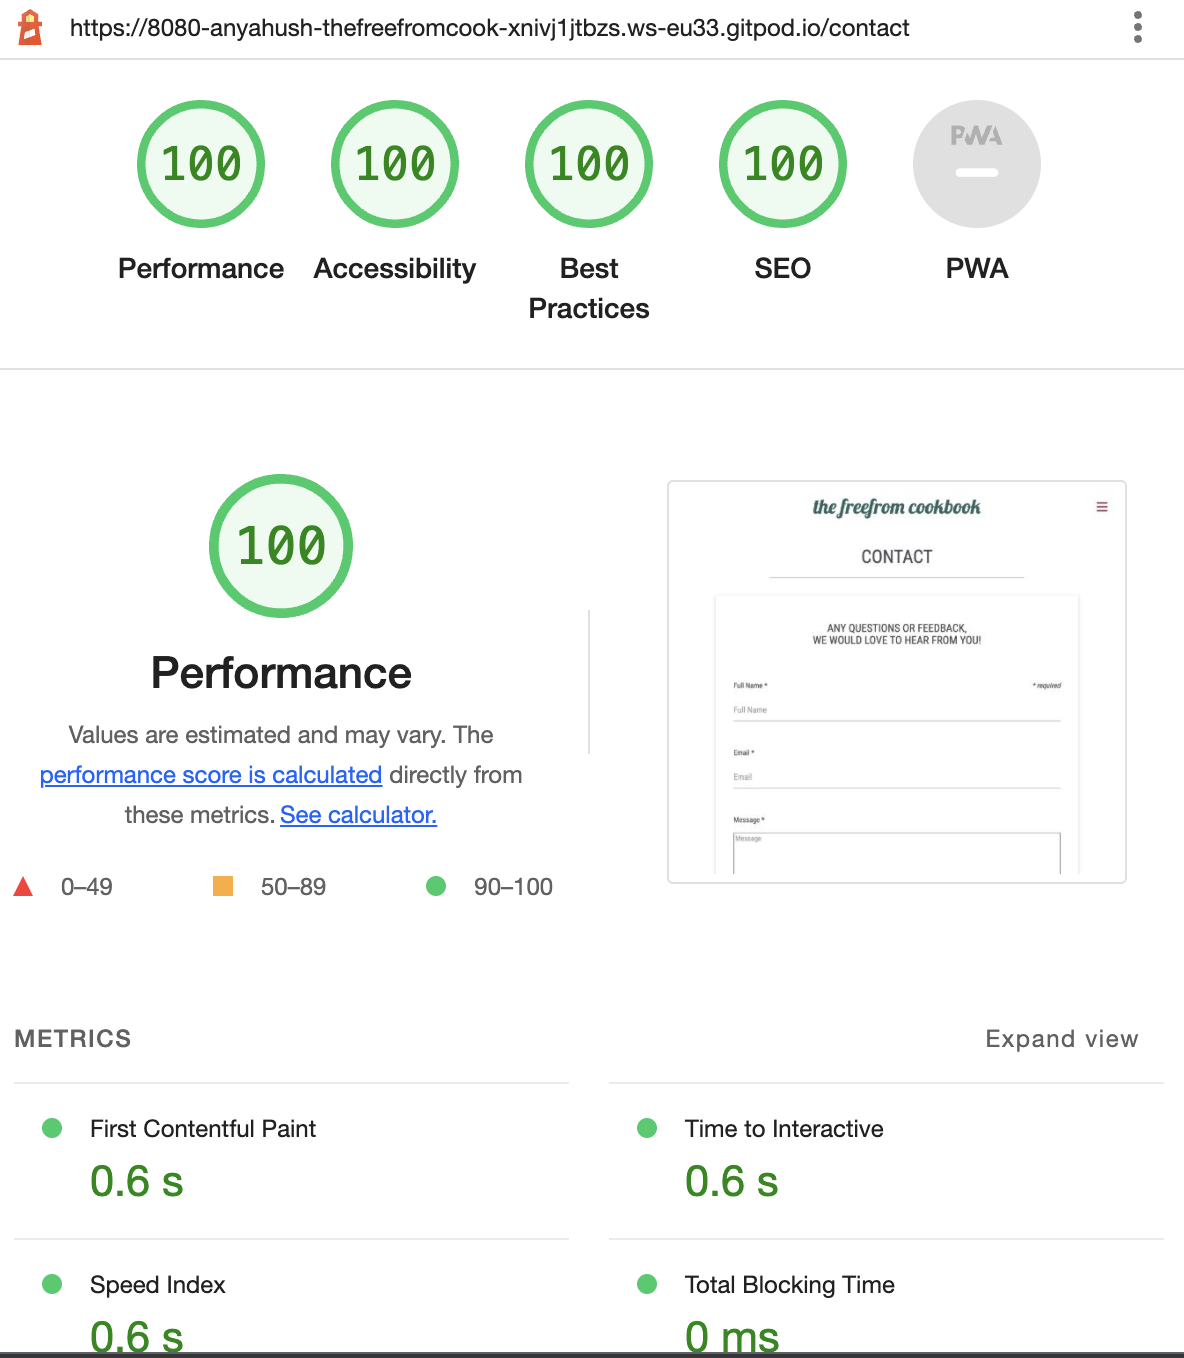 https://8080-anyahush-thefreefromcook-xnivj1jtbzs.ws-eu33.gitpod.io/contact
100 100 100 100 PWA
Performance Accessibility Best Practices SEO PWA
100
Performance
Values are estimated and may vary. The
performance score is calculated directly from
these metrics. See calculator.
0–49 50–89 90–100
the freefrom cookbook
CONTACT
ANY QUESTIONS OR FEEDBACK,
WE WOULD LOVE TO HEAR FROM YOU!
Full Name * * required
Full Name
Email *
Email
Message *
Message
METRICS Expand view
First Contentful Paint
0.6 s
Time to Interactive
0.6 s
Speed Index
0.6 s
Total Blocking Time
0 ms